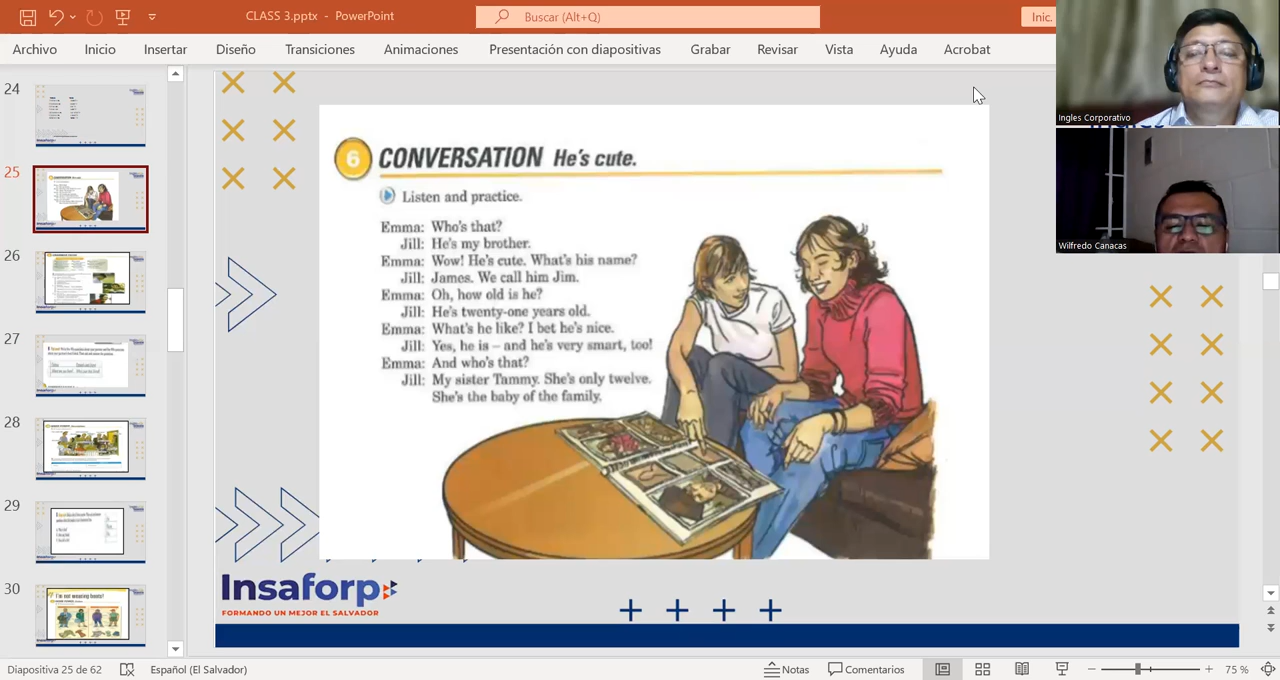 CLASS 3.pptx - PowerPoint
Buscar (Alt+Q)
Inic.
Archivo
Inicio
Insertar
Diseño
Transiciones
Animaciones
Presentación con diapositivas
Grabar
Revisar
Vista
Ayuda
Acrobat
Ingles Corporativo
Wilfredo Canacas
24
25
26
27
28
29
30
6 CONVERSATION He's cute.
Listen and practice.
Emma: Who's that?
Jill: He's my brother.
Emma: Wow! He's cute. What's his name?
Jill: James. We call him Jim.
Emma: Oh, how old is he?
Jill: He's twenty-one years old.
Emma: What's he like? I bet he's nice.
Jill: Yes, he is – and he's very smart, too!
Emma: And who's that?
Jill: My sister Tammy. She's only twelve.
She's the baby of the family.
Insaforp
FORMANDO UN MEJOR EL SALVADOR
Diapositiva 25 de 62
Español (El Salvador)
Notas
Comentarios
75 %